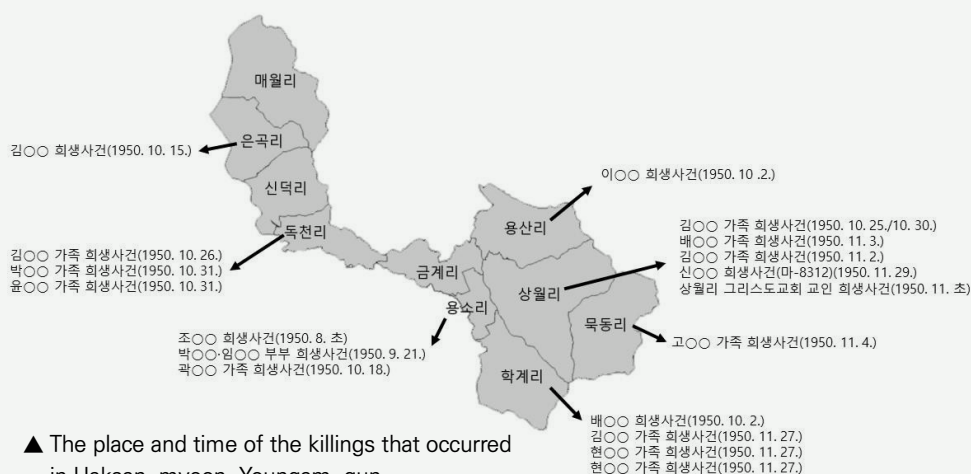 매월리
은곡리
김○○ 희생사건(1950. 10. 15.)
신덕리
독천리
김○○ 가족 희생사건(1950. 10. 26.)
박○○ 가족 희생사건(1950. 10. 31.)
윤○○ 가족 희생사건(1950. 10. 31.)
이○○ 희생사건(1950. 10 .2.)
용산리
김○○ 가족 희생사건(1950. 10. 25./10. 30.)
배○○ 가족 희생사건(1950. 11. 3.)
김○○ 가족 희생사건(1950. 11. 2.)
신○○ 희생사건(마-8312)(1950. 11. 29.)
상월리 그리스도교회 교인 희생사건(1950. 11. 초)
금계리
상월리
용소리
조○○ 희생사건(1950. 8. 초)
박○○·임○○ 부부 희생사건(1950. 9. 21.)
곽○○ 가족 희생사건(1950. 10. 18.)
묵동리
고○○ 가족 희생사건(1950. 11. 4.)
학계리
배○○ 희생사건(1950. 10. 2.)
김○○ 가족 희생사건(1950. 11. 27.)
현○○ 가족 희생사건(1950. 11. 27.)
현○○ 가족 희생사건(1950. 11. 27.)
▲ The place and time of the killings that occurred